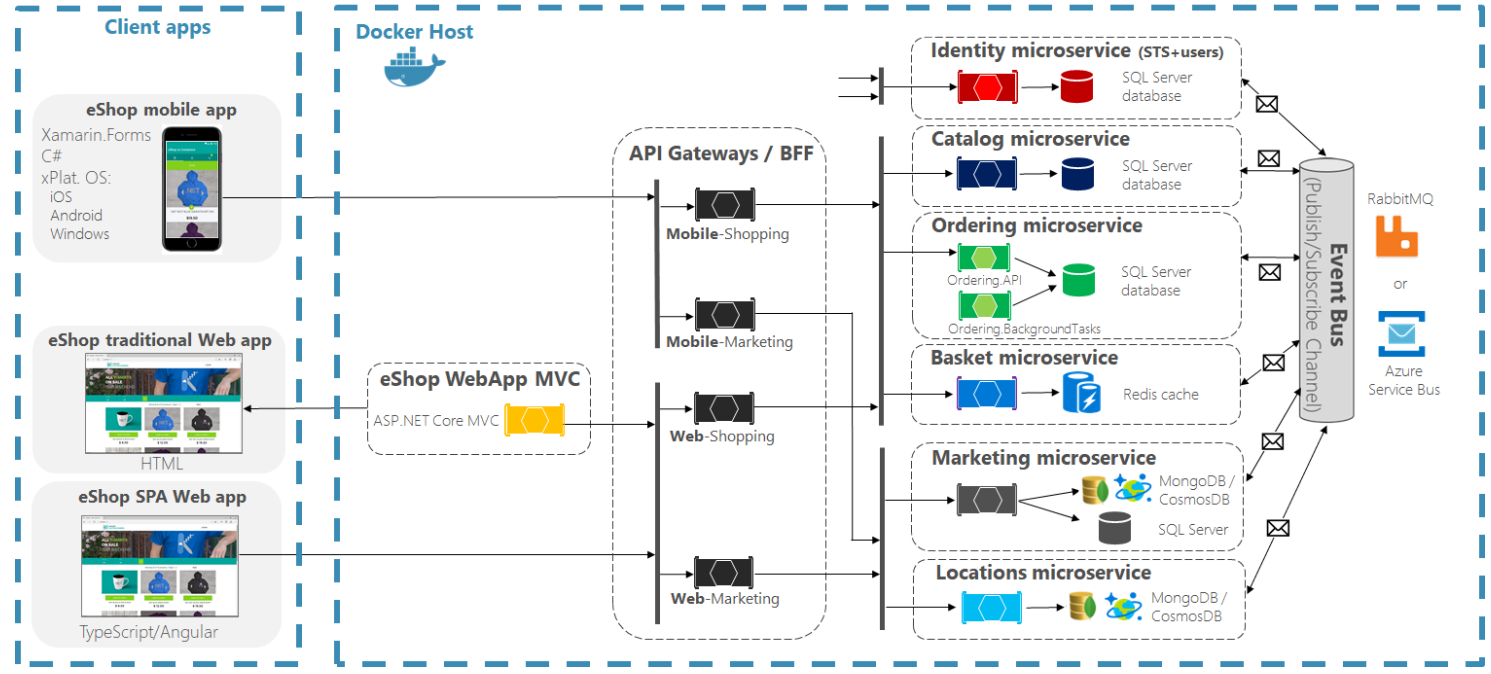 Client apps
eShop mobile app
Xamarin.Forms
C#
xPlat. OS:
iOS
Android
Windows
eShop traditional Web app
HTML
eShop SPA Web app
TypeScript/Angular
Docker Host
eShop WebApp MVC
ASP.NET Core MVC
API Gateways / BFF
Mobile-Shopping
Mobile-Marketing
Web-Shopping
Web-Marketing
Identity microservice (STS+users)
SQL Server
database
Catalog microservice
SQL Server
database
Ordering microservice
Ordering.API
SQL Server
database
Ordering.BackgroundTasks
Basket microservice
Redis cache
Marketing microservice
MongoDB /
CosmosDB
SQL Server
Locations microservice
MongoDB /
CosmosDB
Event Bus
(Publish/Subscribe Channel)
RabbitMQ
or
Azure
Service Bus